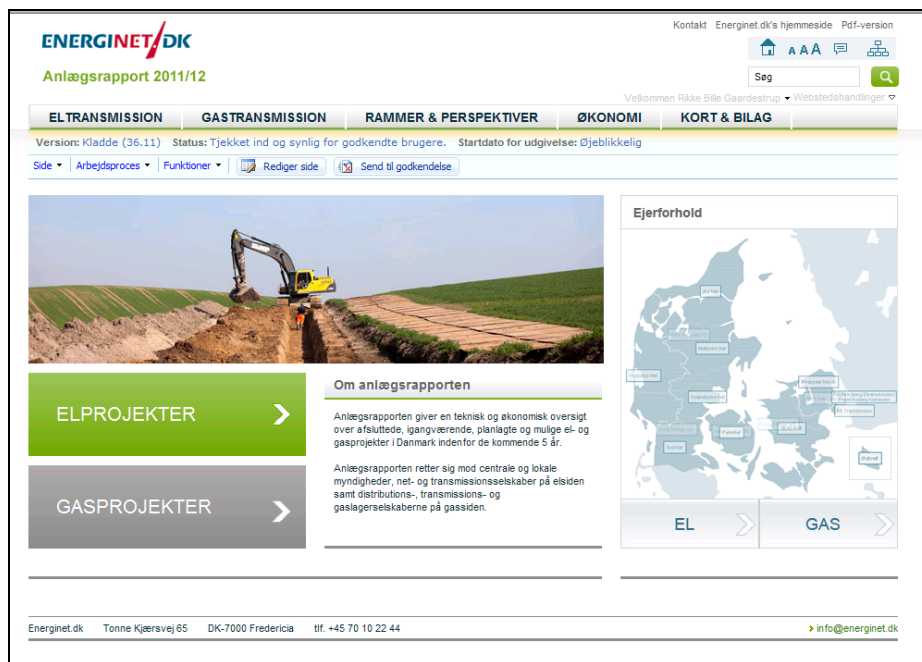 Kontakt Energinet.dk's hjemmeside Pdf-version
ENERGINET/DK
A A A
Anlægsrapport 2011/12
Søg
Velkommen Rikke Bille Gaardestrup Webstedshandlinger
ELTRANSMISSION GASTRANSMISSION RAMMER & PERSPEKTIVER ØKONOMI KORT & BILAG
Version: Kladde (36.11) Status: Tjekket ind og synlig for godkendte brugere. Startdato for udgivelse: Øjeblikkelig
Side Arbejdsproces Funktioner Rediger side Send til godkendelse
Ejerforhold
ELPROJEKTER
GASPROJEKTER
Om anlægsrapporten
Anlægsrapporten giver en teknisk og økonomisk oversigt
over afsluttede, igangværende, planlagte og mulige el- og
gasprojekter i Danmark indenfor de kommende 5 år.
Anlægsrapporten retter sig mod centrale og lokale
myndigheder, net- og transmissionsselskaber på elsiden
samt distributions-, transmissions- og
gaslagerselskaberne på gassiden.
EL GAS
Energinet.dk Tonne Kjærsvej 65 DK-7000 Fredericia tlf. +45 70 10 22 44 info@energinet.dk